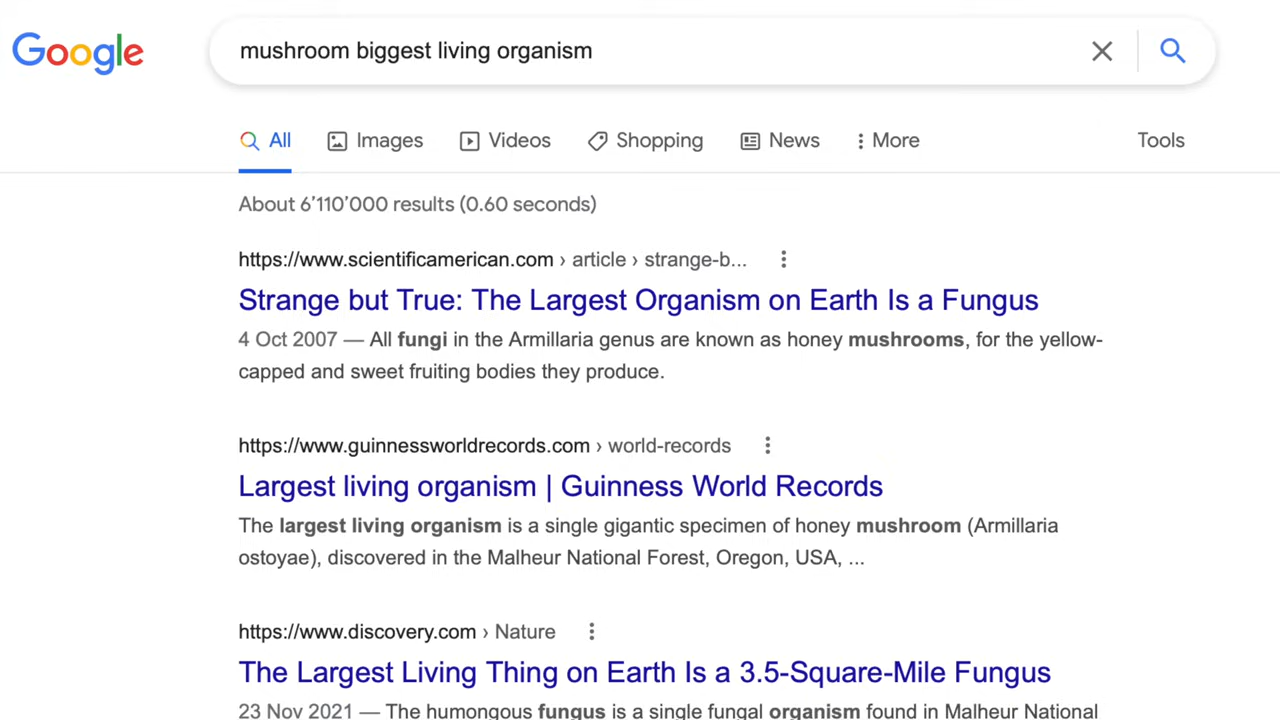 Google
mushroom biggest living organism
All Images Videos Shopping News More Tools
About 6’110’000 results (0.60 seconds)
https://www.scientificamerican.com › article › strange-b...
Strange but True: The Largest Organism on Earth Is a Fungus
4 Oct 2007 — All fungi in the Armillaria genus are known as honey mushrooms, for the yellow-
capped and sweet fruiting bodies they produce.
https://www.guinnessworldrecords.com › world-records
Largest living organism | Guinness World Records
The largest living organism is a single gigantic specimen of honey mushroom (Armillaria
ostoyae), discovered in the Malheur National Forest, Oregon, USA, ...
https://www.discovery.com › Nature
The Largest Living Thing on Earth Is a 3.5-Square-Mile Fungus
23 Nov 2021 — The humongous fungus is a single fungal organism found in Malheur National